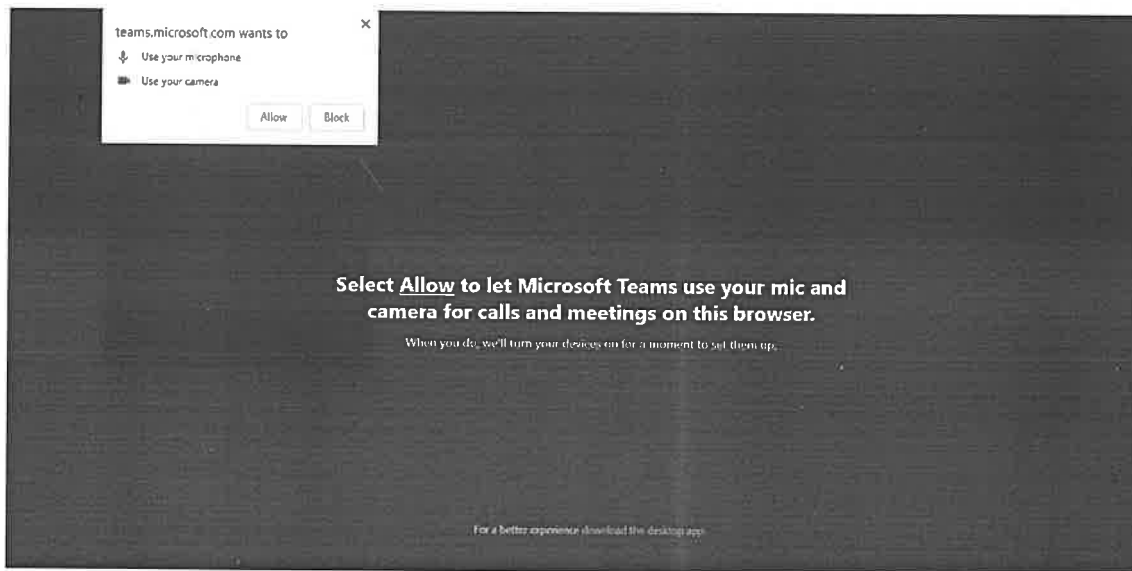 teams.microsoft.com wants to
Use your microphone
Use your camera
Allow
Block
Select Allow to let Microsoft Teams use your mic and
camera for calls and meetings on this browser.
When you do, we'll turn your devices on for a moment to set them up.
For a better experience download the desktop app